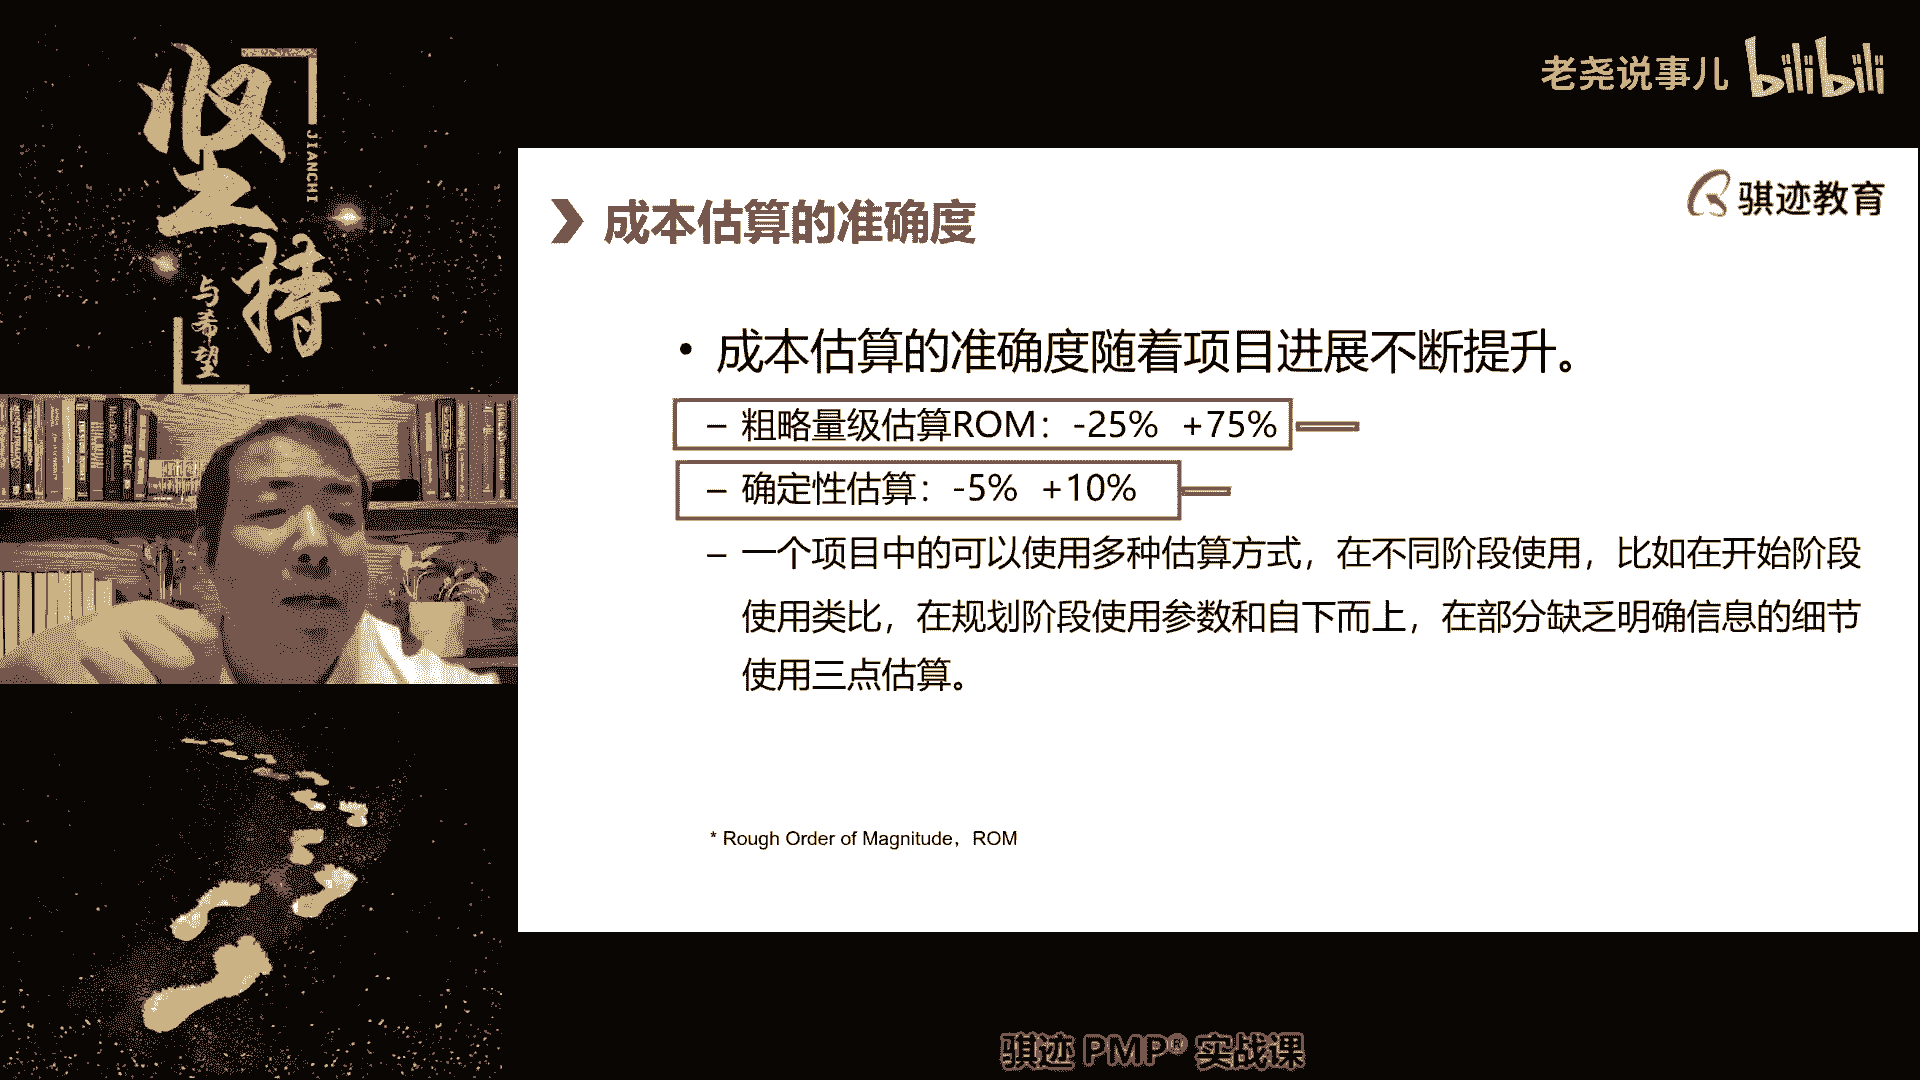 坚持
JIANCHI
与希望
老尧说事儿 bilibili
骐迹教育
成本估算的准确度
• 成本估算的准确度随着项目进展不断提升。
– 粗略量级估算ROM：-25% +75%
– 确定性估算：-5% +10%
– 一个项目中的可以使用多种估算方式，在不同阶段使用，比如在开始阶段
使用类比，在规划阶段使用参数和自下而上，在部分缺乏明确信息的细节
使用三点估算。
* Rough Order of Magnitude，ROM
骐迹 PMP® 实战课